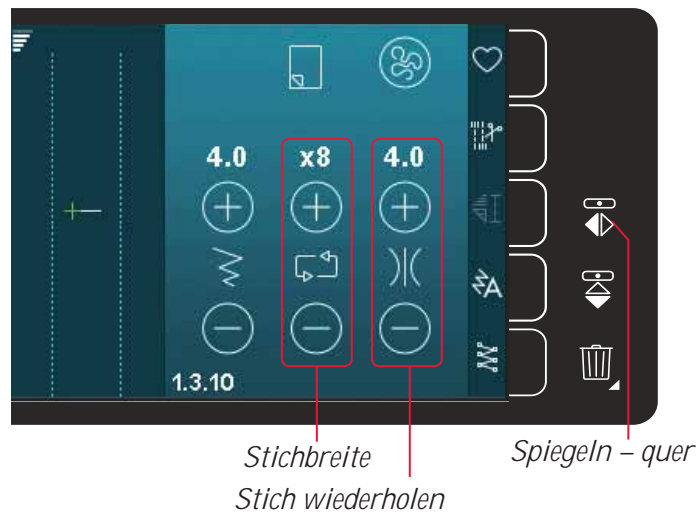 4.0 x8 4.0
A
1.3.10
Stichbreite
Spiegeln – quer
Stich wiederholen